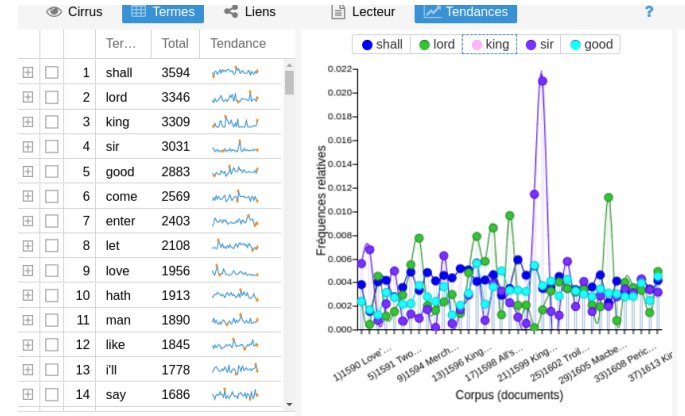 Cirrus Termes Liens
Lecteur Tendances ?
Ter... Total Tendance
1 shall 3594
2 lord 3346
3 king 3309
4 sir 3031
5 good 2883
6 come 2569
7 enter 2403
8 let 2108
9 love 1956
10 hath 1913
11 man 1890
12 like 1845
13 i'll 1778
14 say 1686
shall lord king sir good
Fréquences relatives
0.022
0.020
0.018
0.016
0.014
0.012
0.010
0.008
0.006
0.004
0.002
0.000
1)1590 Love'...
5)1591 Two...
9)1594 Merch...
13)1596 King...
17)1598 All's...
21)1599 King...
25)1602 Troil...
29)1605 Macbe...
33)1608 Peric...
37)1613 Kin
Corpus (documents)